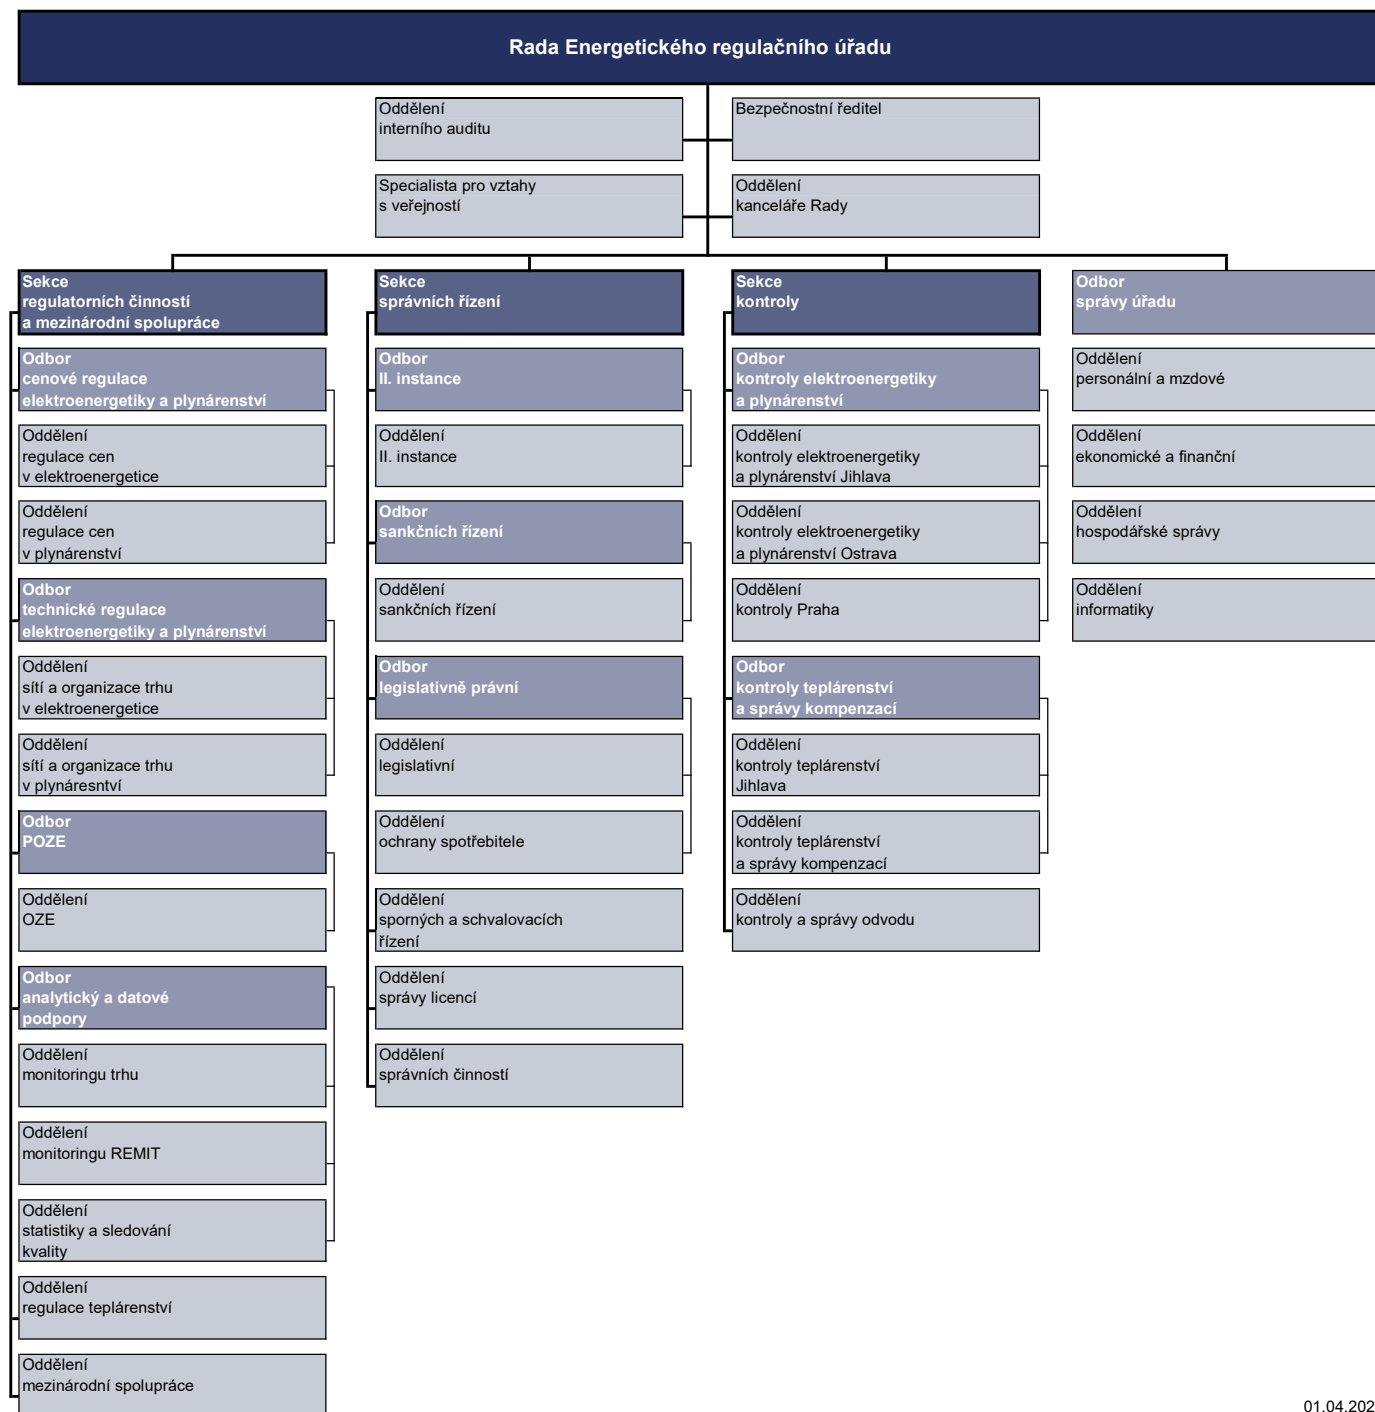 Rada Energetického regulačního úřadu
Oddělení
interního auditu
Bezpečnostní ředitel
Specialista pro vztahy
s veřejností
Oddělení
kanceláře Rady
Sekce
regulatorních činností
a mezinárodní spolupráce
Odbor
cenové regulace
elektroenergetiky a plynárenství
Oddělení
regulace cen
v elektroenergetice
Oddělení
regulace cen
v plynárenství
Odbor
technické regulace
elektroenergetiky a plynárenství
Oddělení
sítí a organizace trhu
v elektroenergetice
Oddělení
sítí a organizace trhu
v plynáresntví
Odbor
POZE
Oddělení
OZE
Odbor
analytický a datové
podpory
Oddělení
monitoringu trhu
Oddělení
monitoringu REMIT
Oddělení
statistiky a sledování
kvality
Oddělení
regulace teplárenství
Oddělení
mezinárodní spolupráce
Sekce
správních řízení
Odbor
II. instance
Oddělení
II. instance
Odbor
sankčních řízení
Oddělení
sankčních řízení
Odbor
legislativně právní
Oddělení
legislativní
Oddělení
ochrany spotřebitele
Oddělení
sporných a schvalovacích
řízení
Oddělení
správy licencí
Oddělení
správních činností
Sekce
kontroly
Odbor
kontroly elektroenergetiky
a plynárenství
Oddělení
kontroly elektroenergetiky
a plynárenství Jihlava
Oddělení
kontroly elektroenergetiky
a plynárenství Ostrava
Oddělení
kontroly Praha
Odbor
kontroly teplárenství
a správy kompenzací
Oddělení
kontroly teplárenství
Jihlava
Oddělení
kontroly teplárenství
a správy kompenzací
Oddělení
kontroly a správy odvodu
Odbor
správy úřadu
Oddělení
personální a mzdové
Oddělení
ekonomické a finanční
Oddělení
hospodářské správy
Oddělení
informatiky
01.04.202